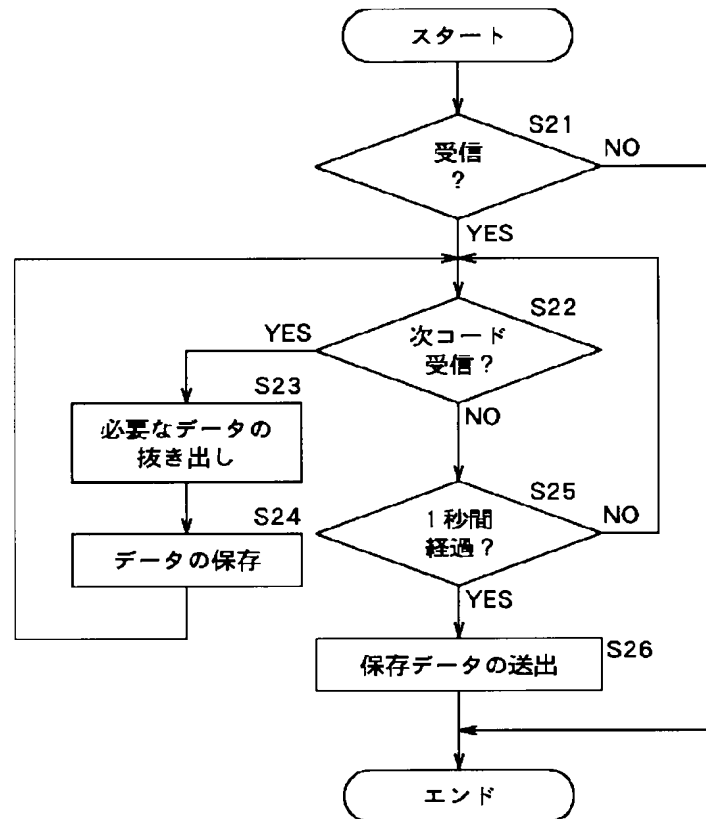 スタート
S21
受信
?
NO
YES
S22
次コード
受信?
YES
NO
S23
必要なデータの
抜き出し
S24
データの保存
S25
1秒間
経過?
NO
YES
S26
保存データの送出
エンド